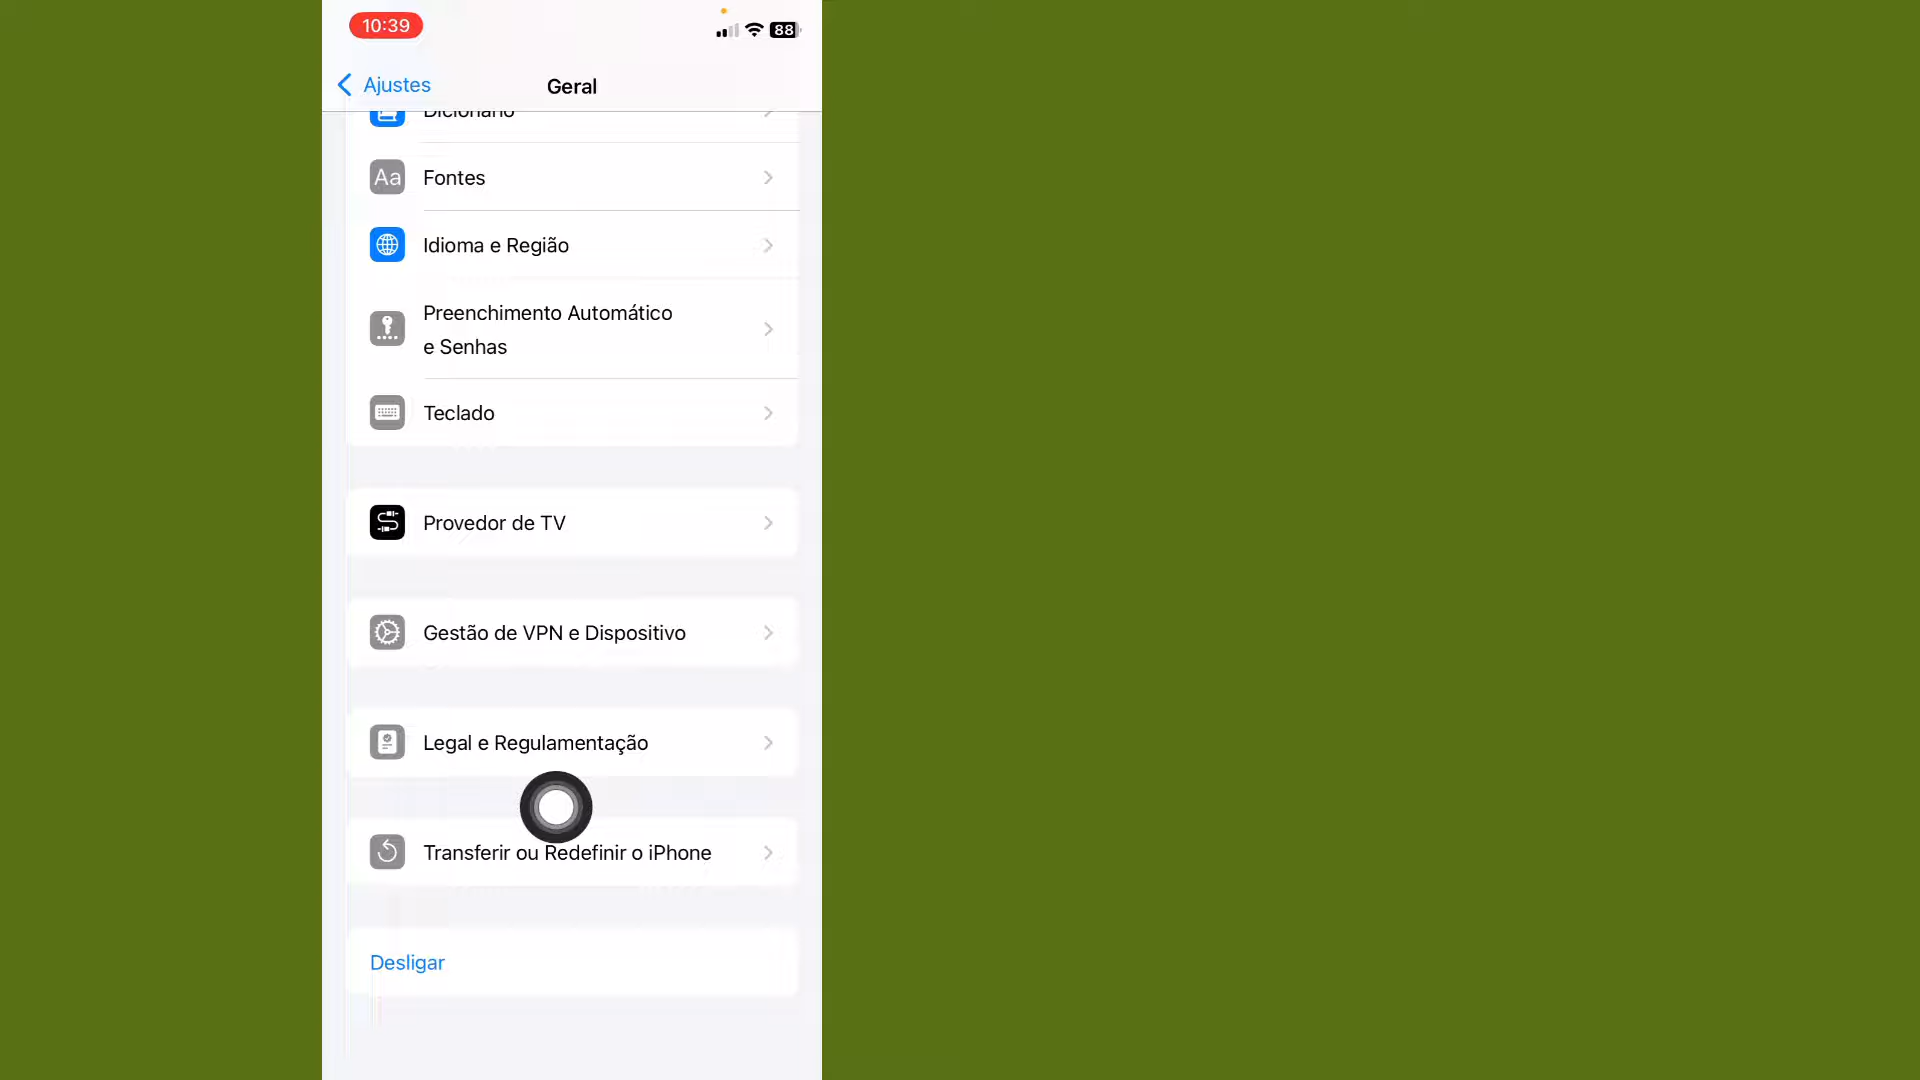 10:39
88
Ajustes
Geral
Dicionário
Aa
Fontes
Idioma e Região
Preenchimento Automático
e Senhas
Teclado
Provedor de TV
Gestão de VPN e Dispositivo
Legal e Regulamentação
Transferir ou Redefinir o iPhone
Desligar